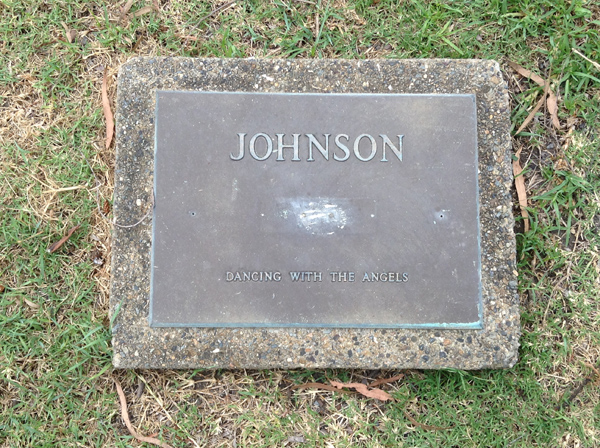 JOHNSON
DANCING WITH THE ANGELS